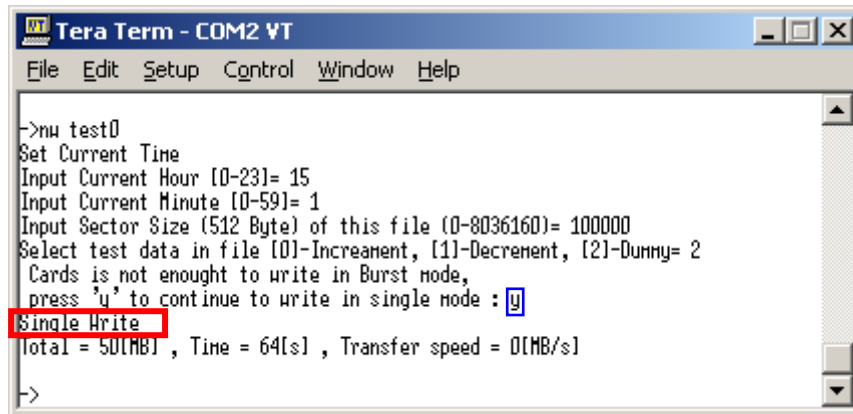 Tera Term - COM2 VT
File Edit Setup Control Window Help
->nw test0
Set Current Time
Input Current Hour [0-23]= 15
Input Current Minute [0-59]= 1
Input Sector Size (512 Byte) of this file (0-8036160)= 100000
Select test data in file [0]-Increament, [1]-Decrement, [2]-Dummy= 2
Cards is not enought to write in Burst mode,
press 'y' to continue to write in single mode : y
Single Write
Total = 50[MB] , Time = 64[s] , Transfer speed = 0[MB/s]
->